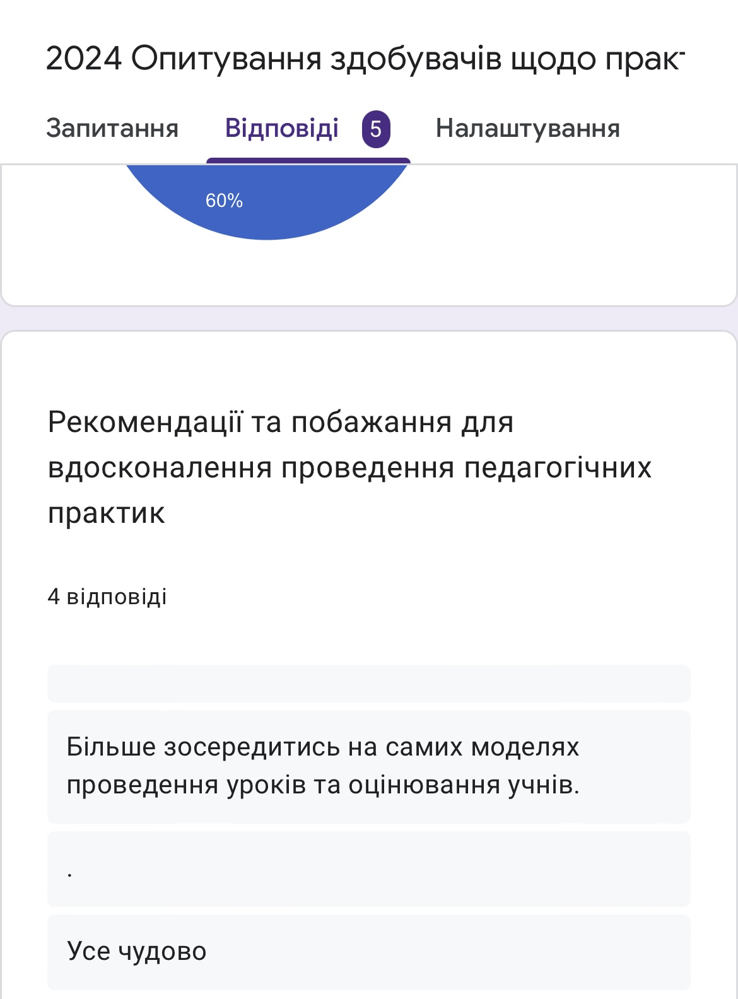 2024 Опитування здобувачів щодо
Запитання Відповіді 5 Налаштування
60%
Рекомендації та побажання для
вдосконалення проведення педагогічних
практик
4 відповіді
Більше зосередитись на самих моделях
проведення уроків та оцінювання учнів.
.
Усе чудово